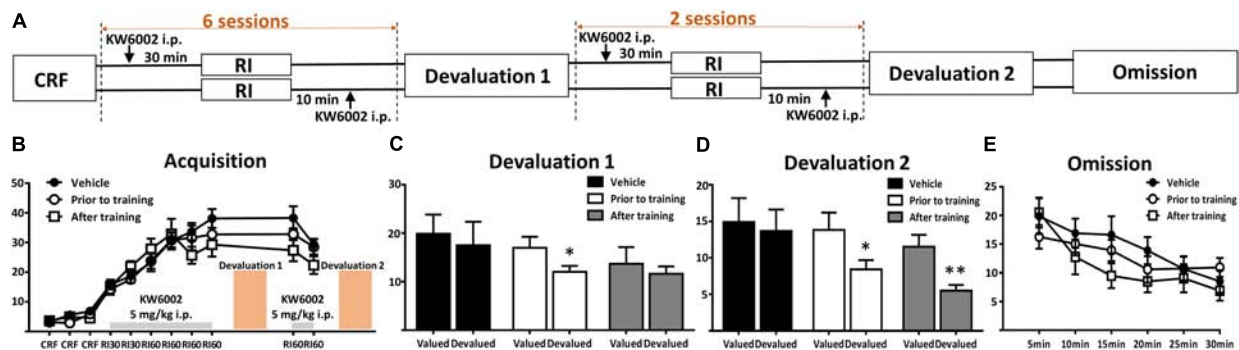 A
6 sessions
2 sessions
KW6002 i.p.
30 min
KW6002 i.p.
30 min
CRF
RI
RI
Devaluation 1
RI
RI
Devaluation 2
Omission
10 min
KW6002 i.p.
10 min
KW6002 i.p.
B
Acquisition
50
40
30
20
10
Vehicle
Prior to training
After training
Devaluation 1
Devaluation 2
KW6002
5 mg/kg i.p.
KW6002
5 mg/kg i.p.
CRF CRF CRF RI30 RI30 RI60 RI60 RI60 RI60 RI60 RI60
C
Devaluation 1
30
20
10
0
Vehicle
Prior to training
After training
*
Valued Devalued Valued Devalued Valued Devalued
D
Devaluation 2
20
15
10
5
0
Vehicle
Prior to training
After training
*
**
Valued Devalued Valued Devalued Valued Devalued
E
Omission
25
20
15
10
5
0
Vehicle
Prior to training
After training
5min 10min 15min 20min 25min 30min